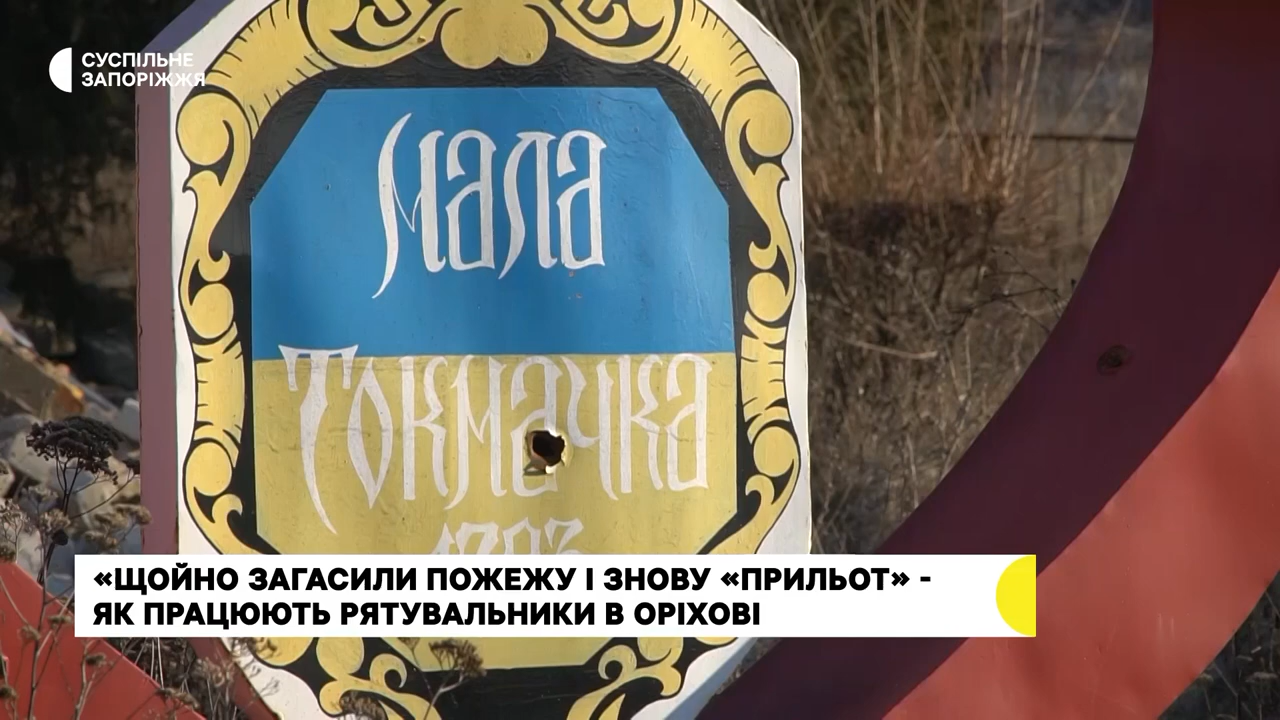 СУСПІЛЬНЕ
ЗАПОРІЖЖЯ
Мала
Токмачка
«ЩОЙНО ЗАГАСИЛИ ПОЖЕЖУ І ЗНОВУ «ПРИЛЬОТ» -
ЯК ПРАЦЮЮТЬ РЯТУВАЛЬНИКИ В ОРІХОВІ